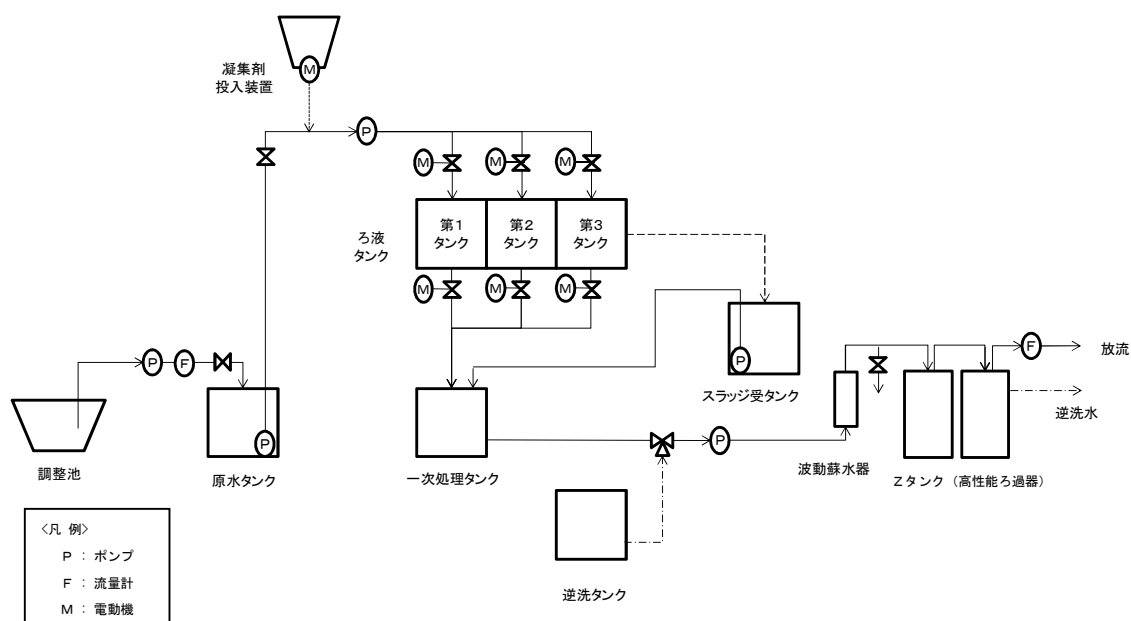 凝集剤
投入装置
M
P
M
M
M
ろ液
タンク
第1
タンク
第2
タンク
第3
タンク
M
M
M
P
F
P
調整池
原水タンク
一次処理タンク
P
スラッジ受タンク
P
波動蘇水器
F
放流
逆洗水
Zタンク（高性能ろ過器）
逆洗タンク
<凡 例>
P ： ポンプ
F ： 流量計
M ： 電動機